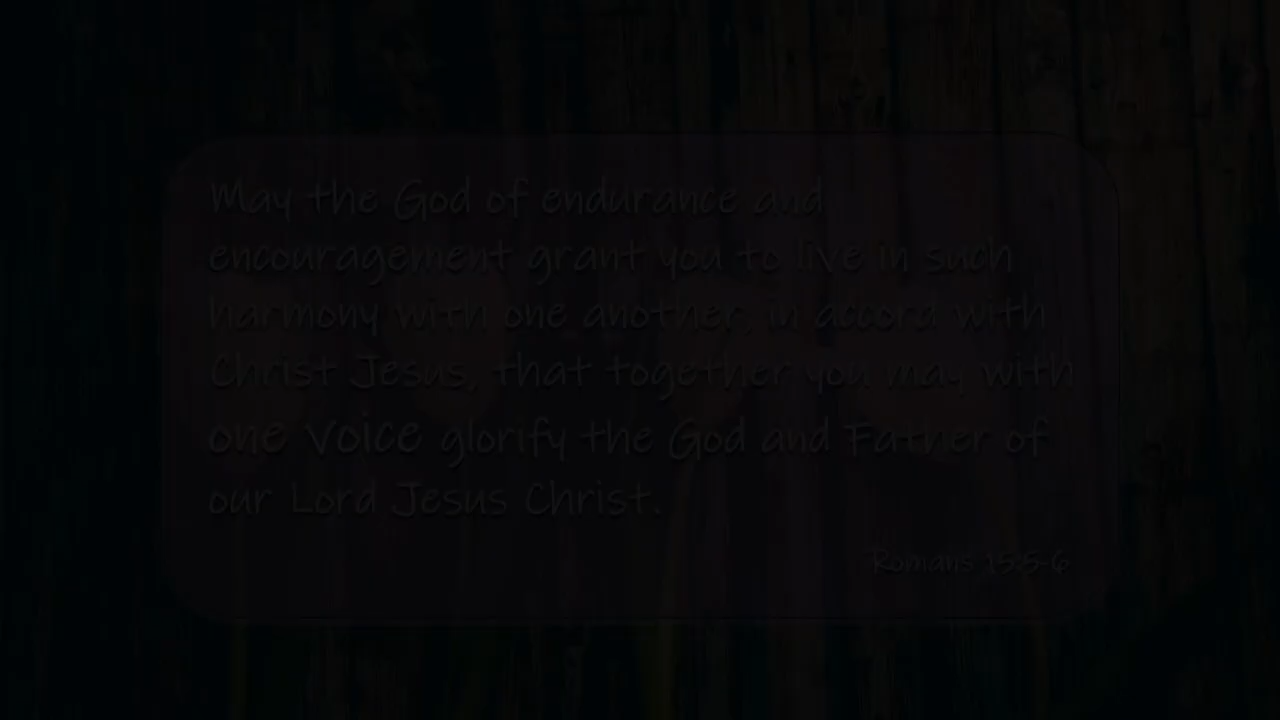 May the God of endurance and
encouragement grant you to live in such
harmony with one another, in accord with
Christ Jesus, that together you may with
one voice glorify the God and Father of
our Lord Jesus Christ.
Romans 15:5-6